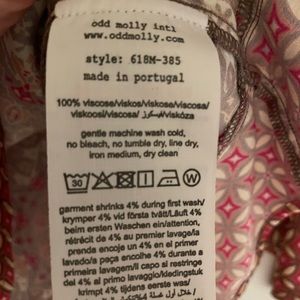 odd molly intl
www.oddmolly.com
style: 618M-385
made in portugal
100% viscose/viskos/viskose/viscosa/
viskoosi/viscose/فيسكوز/viskóza
gentle machine wash cold,
no bleach, no tumble dry, line dry,
iron medium, dry clean
30
P
garment shrinks 4% during first wash/
krymper 4% vid första tvätt/Läuft 4%
beim ersten Waschen ein/attention,
rétrécit de 4% au premier lavage/la
prenda encoge 4% en el primer
lavado/a peça encolhe 4% durante a
primeira lavagem/il capo si restringe
del 4% al primo lavaggio/kledingstuk
krimpt 4% tijdens eerste was/